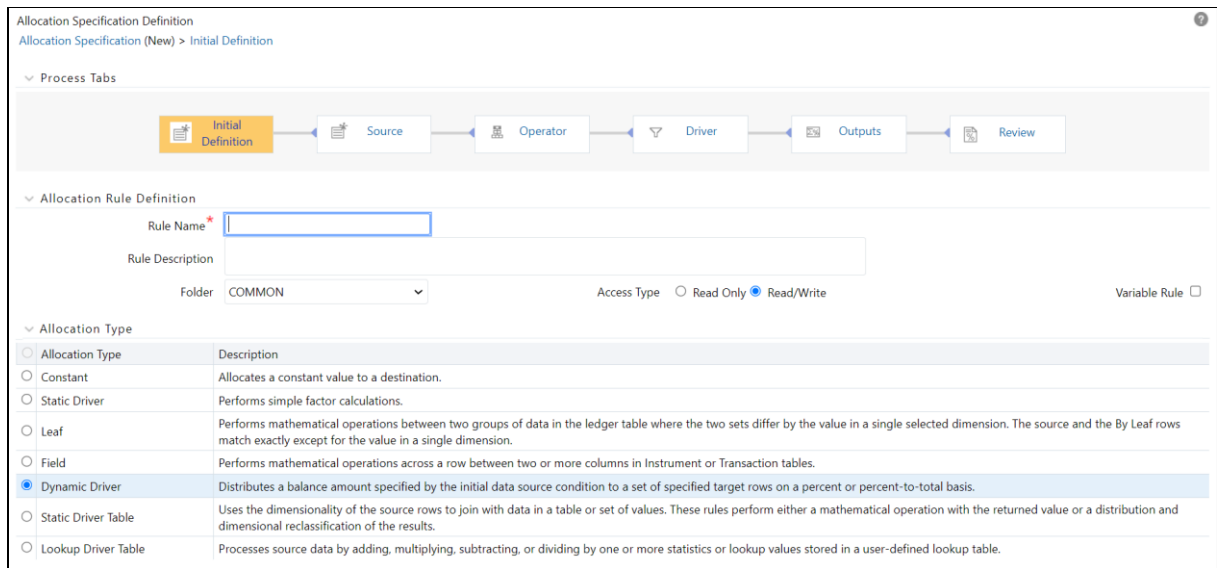 Allocation Specification Definition
Allocation Specification (New) > Initial Definition
Process Tabs
Initial
Definition
Source
Operator
Driver
Outputs
Review
Allocation Rule Definition
Rule Name*
Rule Description
Folder COMMON Access Type Read Only Read/Write Variable Rule
Allocation Type
Allocation Type Description
Constant Allocates a constant value to a destination.
Static Driver Performs simple factor calculations.
Leaf Performs mathematical operations between two groups of data in the ledger table where the two sets differ by the value in a single selected dimension. The source and the By Leaf rows
match exactly except for the value in a single dimension.
Field Performs mathematical operations across a row between two or more columns in Instrument or Transaction tables.
Dynamic Driver Distributes a balance amount specified by the initial data source condition to a set of specified target rows on a percent or percent-to-total basis.
Static Driver Table Uses the dimensionality of the source rows to join with data in a table or set of values. These rules perform either a mathematical operation with the returned value or a distribution and
dimensional reclassification of the results.
Lookup Driver Table Processes source data by adding, multiplying, subtracting, or dividing by one or more statistics or lookup values stored in a user-defined lookup table.